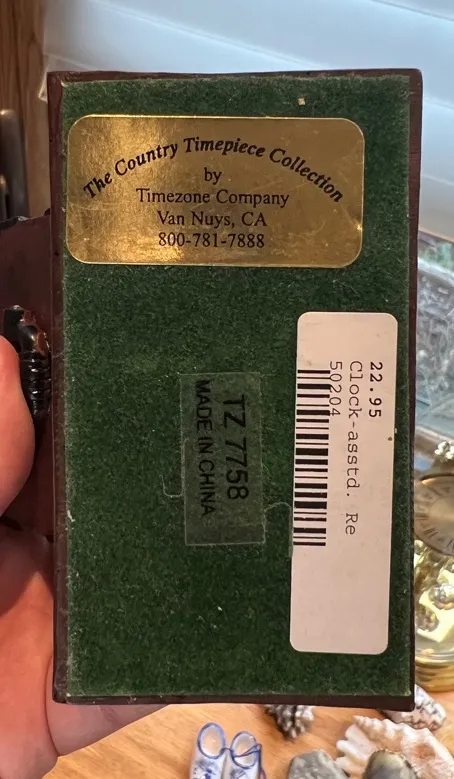 The Country Timepiece Collection
by
Timezone Company
Van Nuys, CA
800-781-7888
22.95
Clock-asstd. Re
50204
TZ 7758
MADE IN CHINA